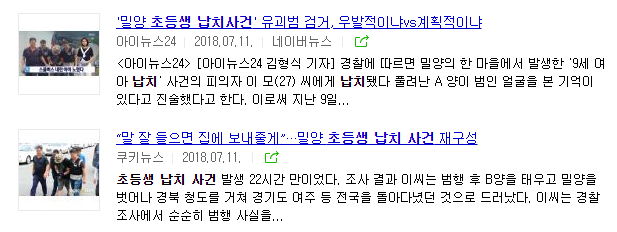 '밀양 초등생 납치사건' 유괴범 검거, 우발적이냐vs계획적이냐
아이뉴스24 2018.07.11. 네이버뉴스
<아이뉴스24> [아이뉴스24 김형식 기자] 경찰에 따르면 밀양의 한 마을에서 발생한 '9세 여
아 납치' 사건의 피의자 이 모(27) 씨에게 납치됐다 풀려난 A 양이 범인 얼굴을 본 기억이
있다고 진술했다고 한다. 이로써 지난 9일...
“말 잘 들으면 집에 보내줄게”…밀양 초등생 납치 사건 재구성
쿠키뉴스 2018.07.11.
초등생 납치 사건 발생 22시간 만이었다. 조사 결과 이씨는 범행 후 B양을 태우고 밀양을
벗어나 경북 청도를 거쳐 경기도 여주 등 전국을 돌아다녔던 것으로 드러났다. 이씨는 경찰
조사에서 순순히 범행 사실을...